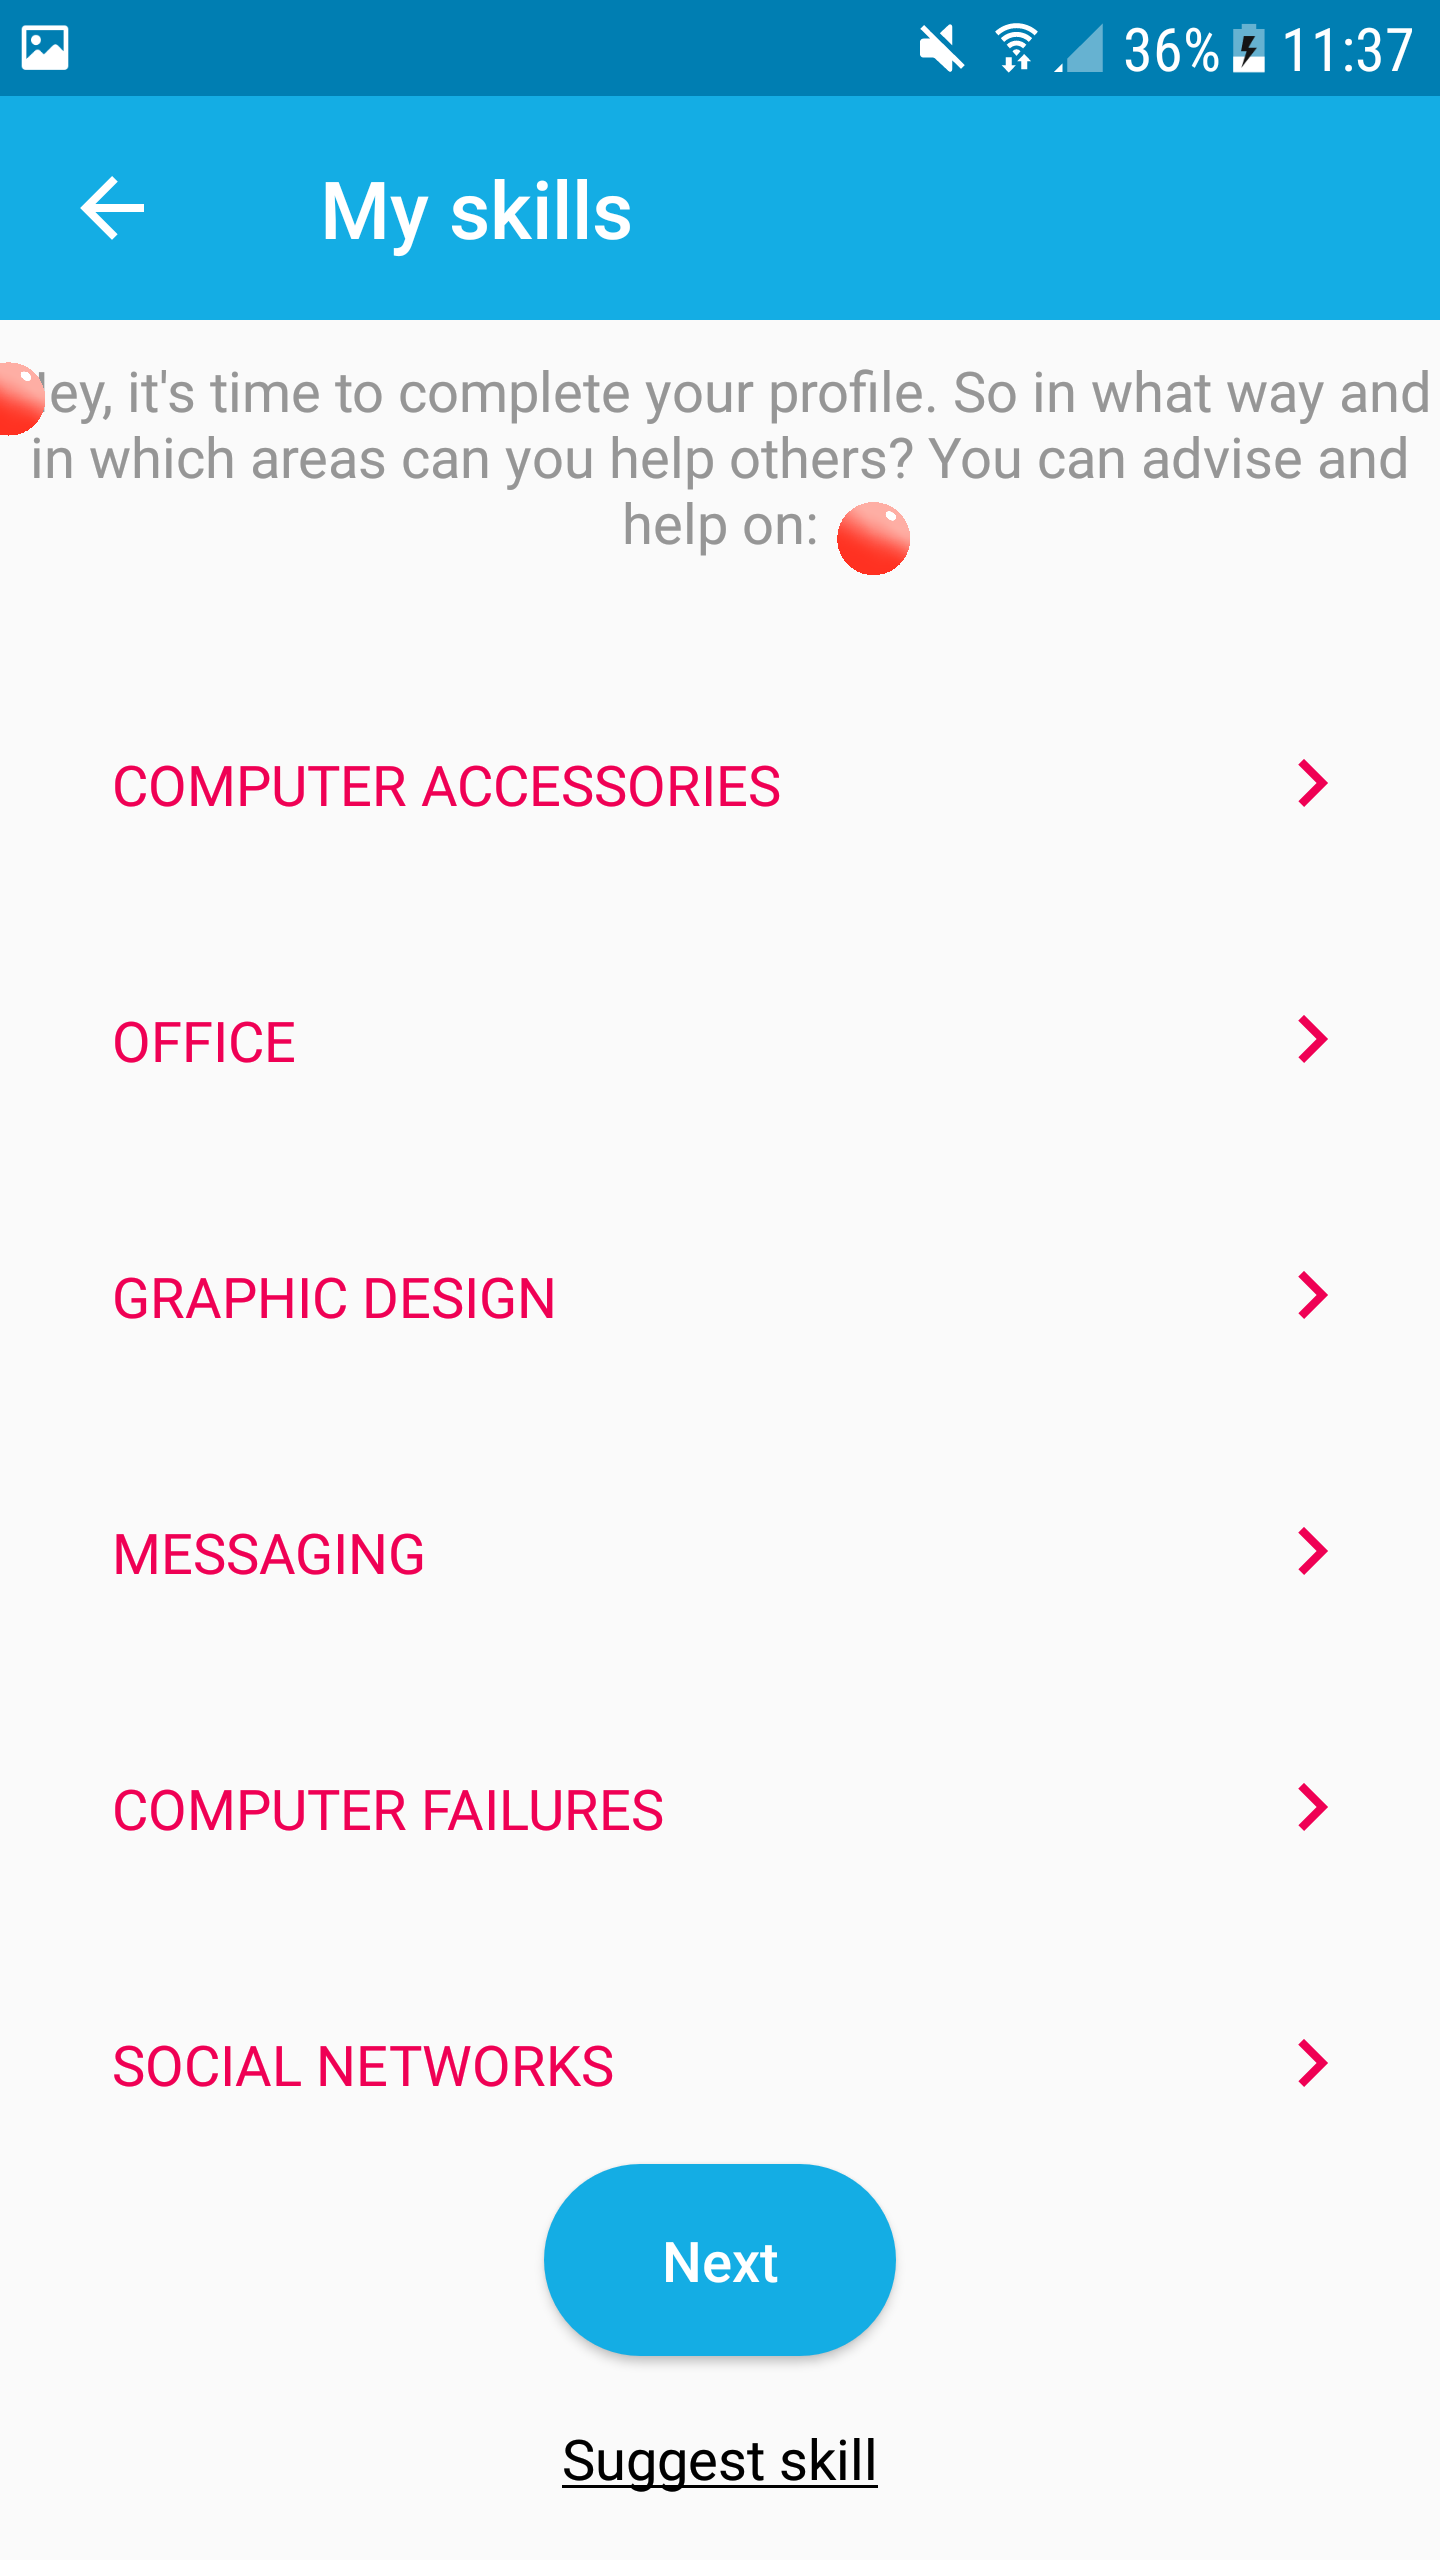 36% 11:37
My skills
ey, it's time to complete your profile. So in what way and
in which areas can you help others? You can advise and
help on:
COMPUTER ACCESSORIES
OFFICE
GRAPHIC DESIGN
MESSAGING
COMPUTER FAILURES
SOCIAL NETWORKS
Next
Suggest skill